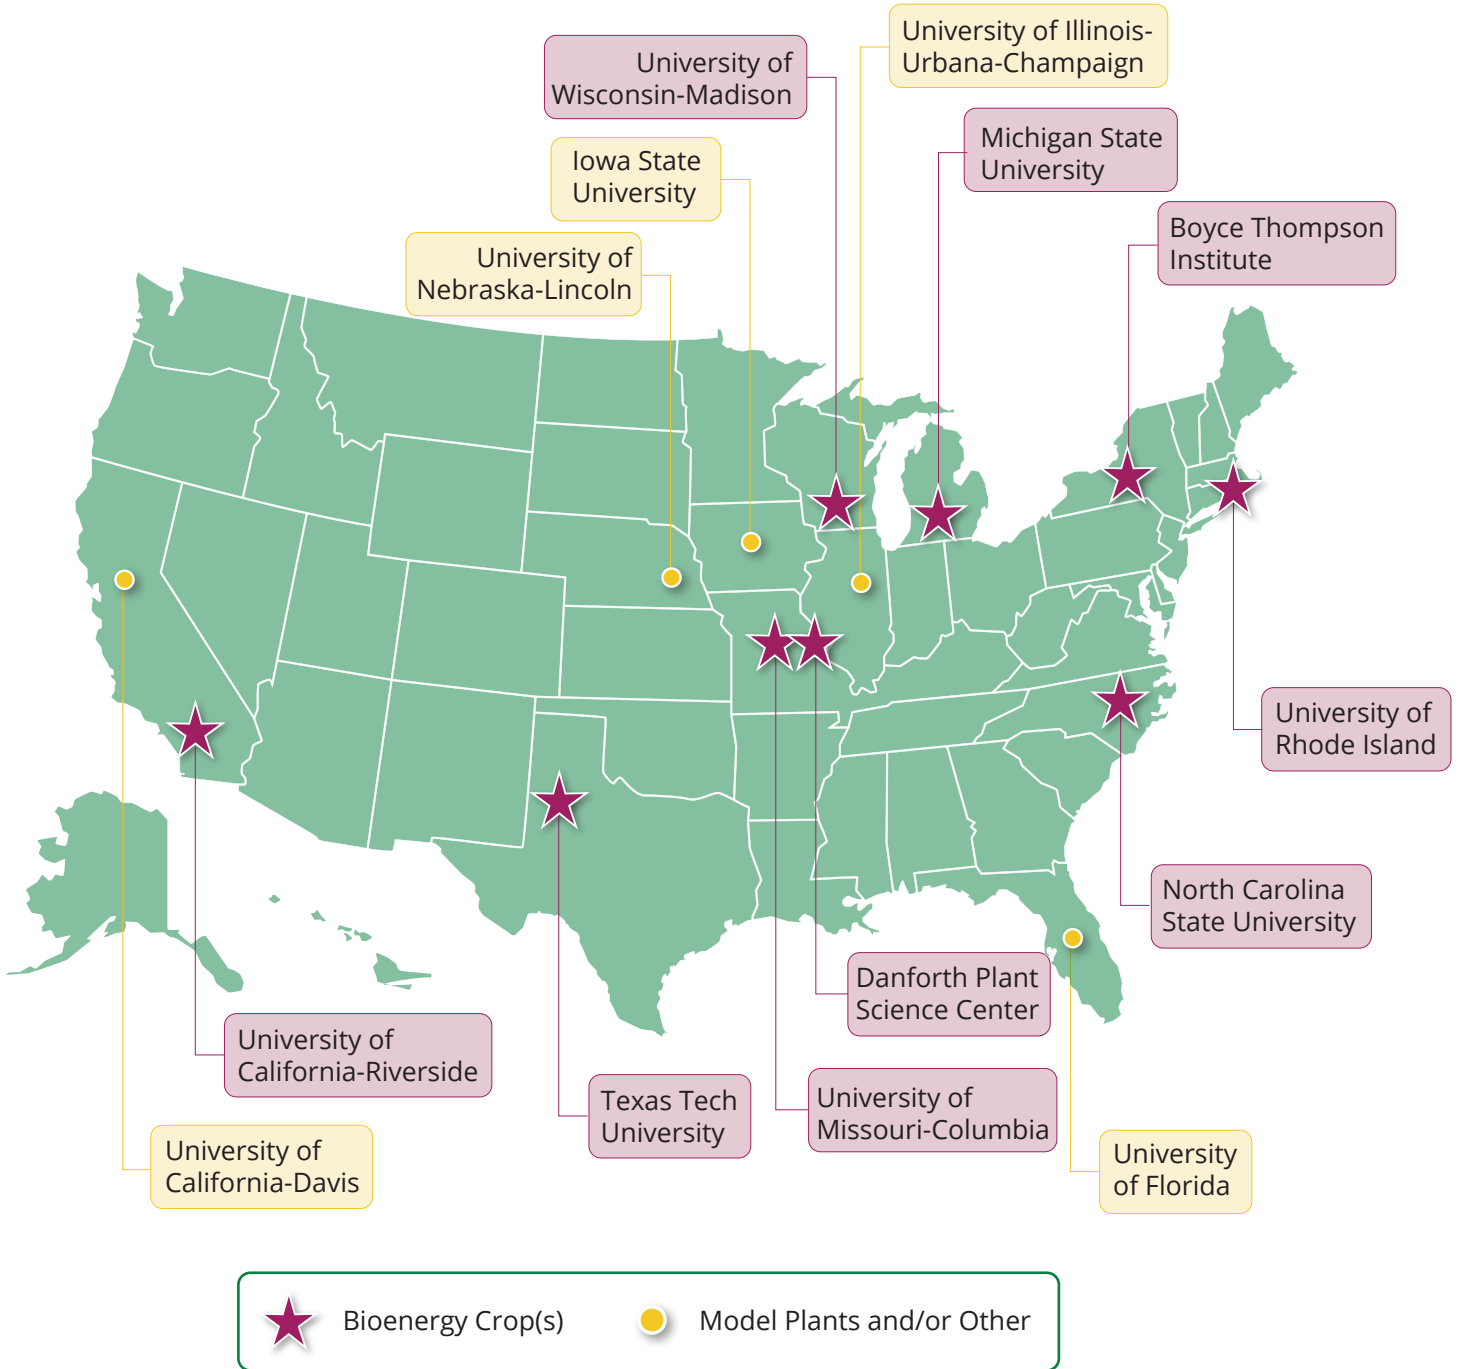 University of Illinois-
Urbana-Champaign
University of
Wisconsin-Madison
Michigan State
University
Iowa State
University
Boyce Thompson
Institute
University of
Nebraska-Lincoln
University of
Rhode Island
North Carolina
State University
Danforth Plant
Science Center
University of
California-Riverside
Texas Tech
University
University of
Missouri-Columbia
University of
California-Davis
University
of Florida
Bioenergy Crop(s)
Model Plants and/or Other